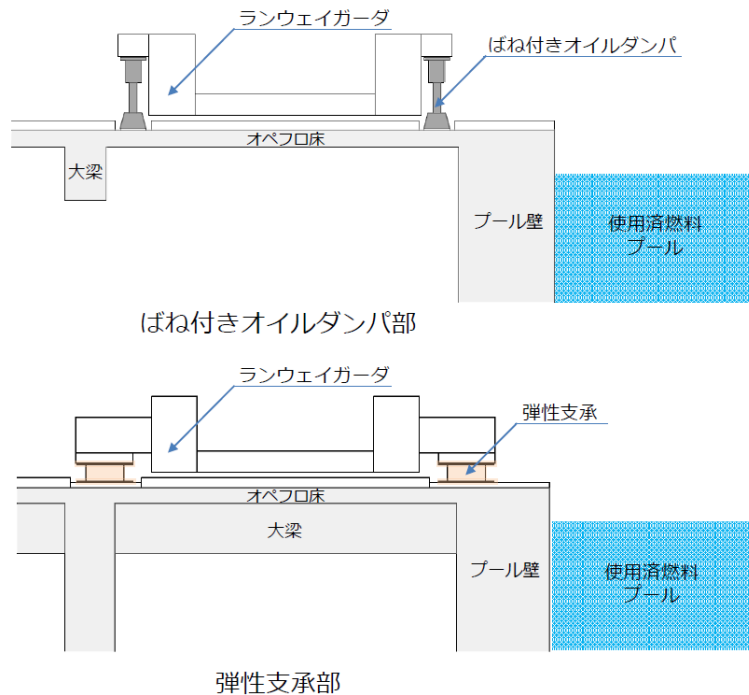 ランウェイガーダ
ばね付きオイルダンパ
オペフロ床
大梁
プール壁
使用済燃料
プール
ばね付きオイルダンパ部
ランウェイガーダ
弾性支承
オペフロ床
大梁
プール壁
使用済燃料
プール
弾性支承部